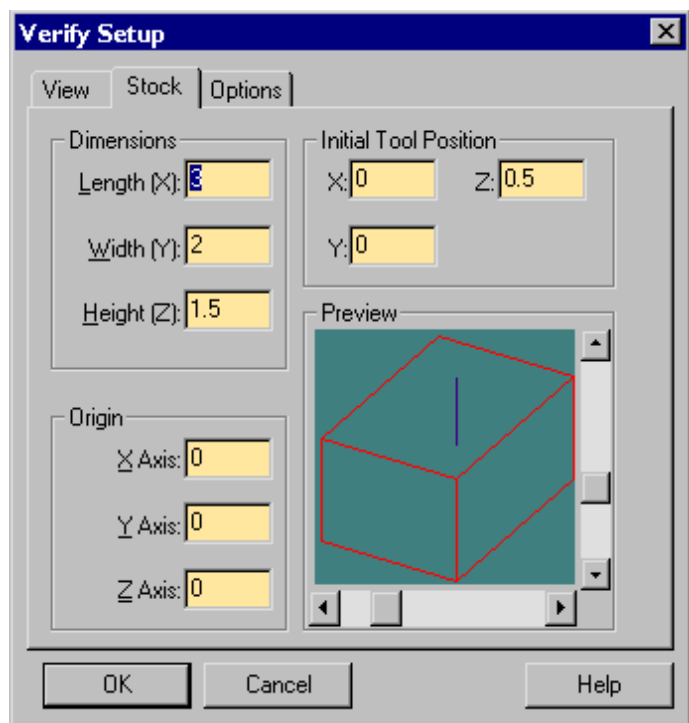 Verify Setup
View Stock Options
Dimensions
Length (X): 3
Width (Y): 2
Height (Z): 1.5
Initial Tool Position
X: 0 Z: 0.5
Y: 0
Origin
X Axis: 0
Y Axis: 0
Z Axis: 0
Preview
OK Cancel Help